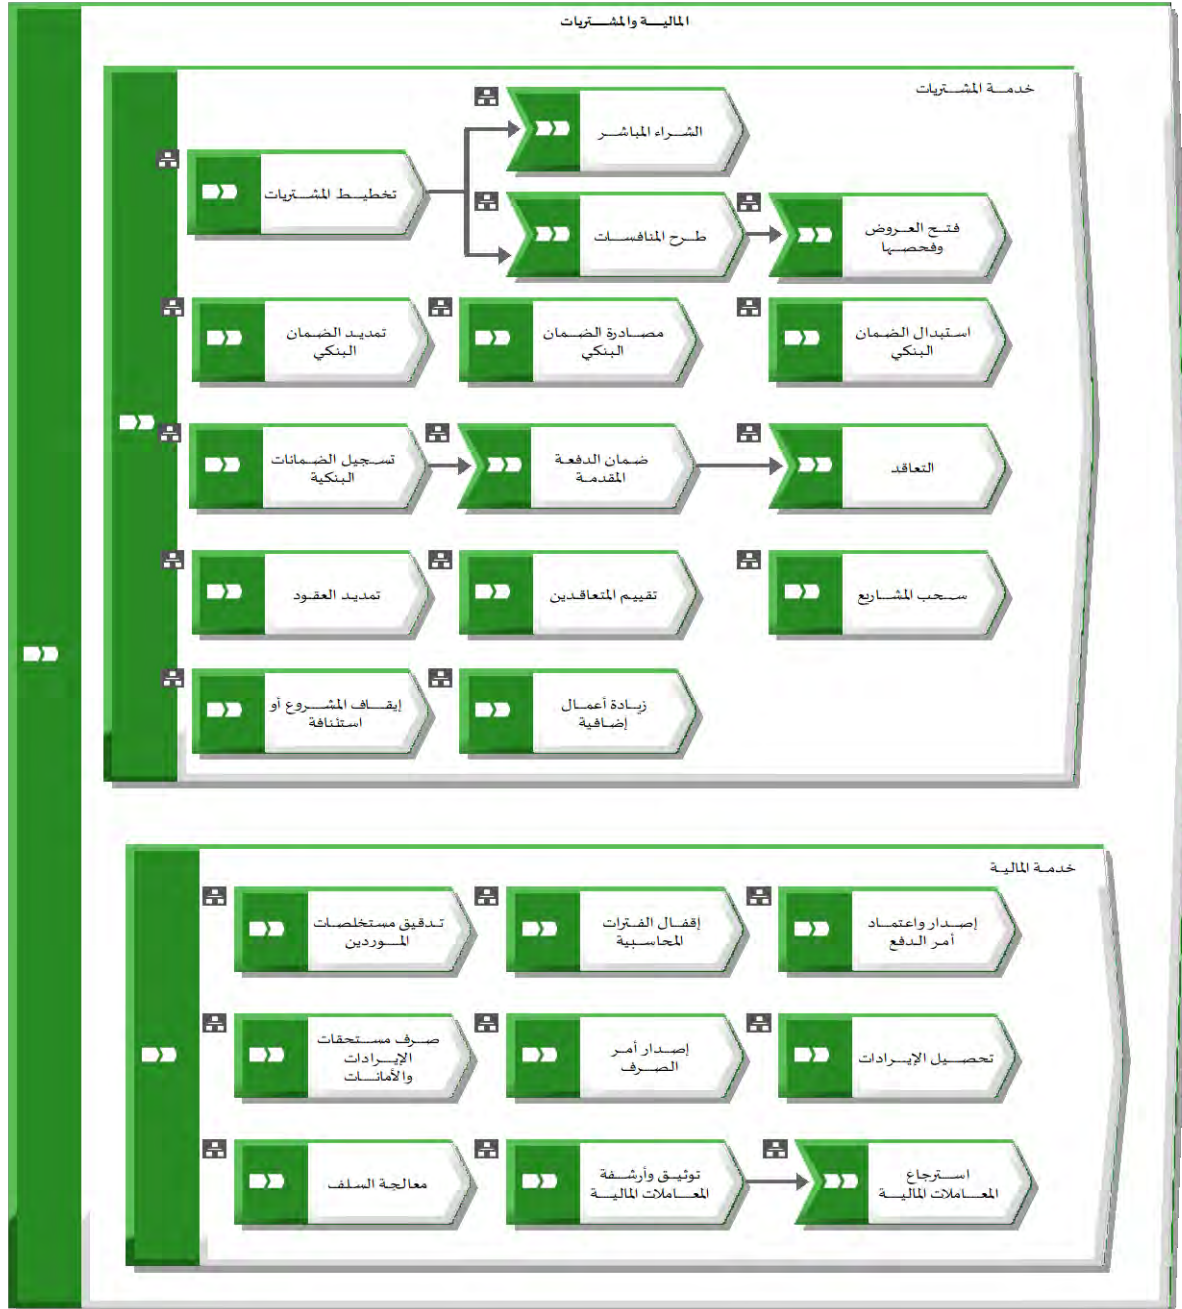 المالية والمشتريات
خدمة المشتريات
الشراء المباشر
تخطيط المشتريات
طرح المنافسات
فتح العروض
وفحصها
تمديد الضمان
البنكي
مصادرة الضمان
البنكي
استبدال الضمان
البنكي
تسجيل الضمانات
البنكية
ضمان الدفعة
المقدمة
التعاقد
تمديد العقود
تقييم المتعاقدين
سحب المشاريع
إيقاف المشروع أو
استئنافة
زيادة أعمال
إضافية
خدمة المالية
تدقيق مستخلصات
الموردين
إقفال الفترات
المحاسبية
إصدار واعتماد
أمر الدفع
صرف مستحقات
الإيرادات
والأمانات
إصدار أمر
الصرف
تحصيل الإيرادات
معالجة السلف
توثيق وأرشفة
المعاملات المالية
استرجاع
المعاملات المالية